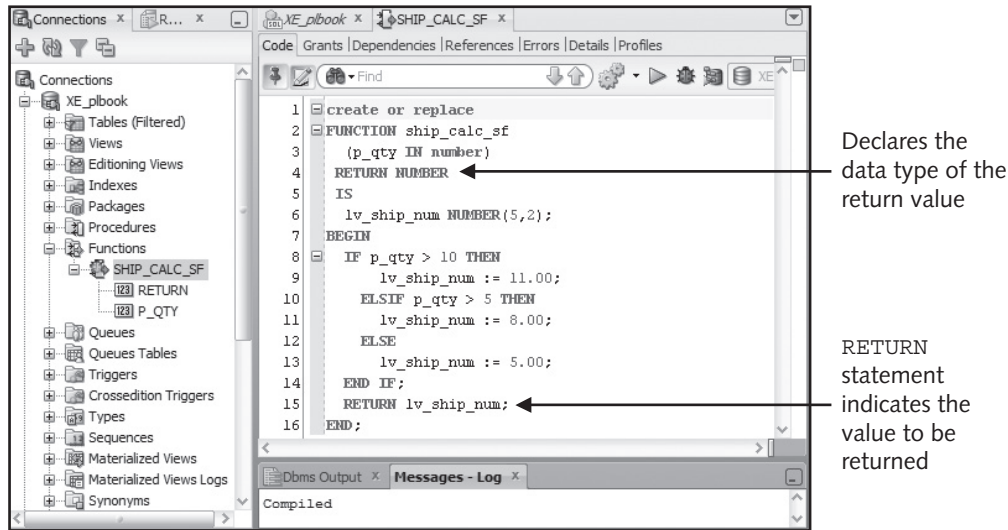 Connections
R...
XE_plbook
SHIP_CALC_SF
Code Grants Dependencies References Errors Details Profiles
Find
XE
Connections
XE_plbook
Tables (Filtered)
Views
Editioning Views
Indexes
Packages
Procedures
Functions
SHIP_CALC_SF
RETURN
P_QTY
Queues
Queues Tables
Triggers
Crossedition Triggers
Types
Sequences
Materialized Views
Materialized Views Logs
Synonyms
1 create or replace
2 FUNCTION ship_calc_sf
3 (p_qty IN number)
4 RETURN NUMBER
5 IS
6 lv_ship_num NUMBER(5,2);
7 BEGIN
8 IF p_qty > 10 THEN
9 lv_ship_num := 11.00;
10 ELSIF p_qty > 5 THEN
11 lv_ship_num := 8.00;
12 ELSE
13 lv_ship_num := 5.00;
14 END IF;
15 RETURN lv_ship_num;
16 END;
Dbms Output
Messages - Log
Compiled
Declares the
data type of the
return value
RETURN
statement
indicates the
value to be
returned